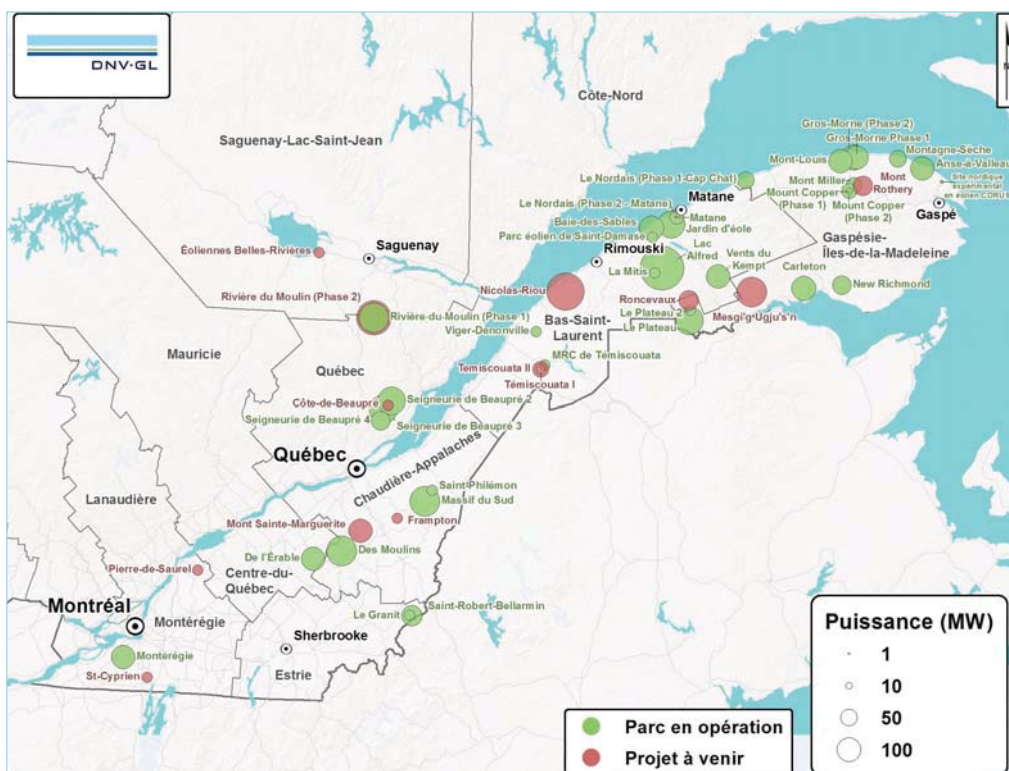 DNV·GL
N
Côte-Nord
Saguenay-Lac-Saint-Jean
Gros-Morne (Phase 2)
Gros-Morne Phase 1
Montagne-Sèche
Mont-Louis
Anse-à-Valleau
Mont Miller
Mont
Rothery
Site nordique
expérimental
en éolien CORUS
Le Nordais (Phase 1-Cap Chat)
Mount Copper
(Phase 1)
Mount Copper
(Phase 2)
Gaspé
Le Nordais (Phase 2 - Matane)
Matane
Baie-des-Sables
Matane
Jardin d'éole
Parc éolien de Saint-Damase
Gaspésie-
Îles-de-la-Madeleine
Éoliennes Belles-Rivières
Saguenay
Rimouski
Lac
Alfred
La Mitis
Vents du
Kempt
Carleton
New Richmond
Nicolas-Riou
Rivière du Moulin (Phase 2)
Rivière-du-Moulin (Phase 1)
Roncevaux
Le Plateau 2
Le Plateau
Mesgi'g-Ugju's'n
Bas-Saint-
Laurent
Viger-Denonville
Mauricie
MRC de Témiscouata
Temiscouata II
Témiscouata I
Québec
Côte-de-Beaupré
Seigneurie de Beaupré 2
Seigneurie de Beaupré 4
Seigneurie de Beaupré 3
Québec
Chaudière-Appalaches
Lanaudière
Saint-Philémon
Massif du Sud
Mont Sainte-Marguerite
Frampton
Des Moulins
De l'Érable
Pierre-de-Saurel
Centre-du-
Québec
Montréal
Montérégie
Saint-Robert-Bellarmin
Le Granit
Sherbrooke
Montérégie
St-Cyprien
Estrie
Puissance (MW)
1
10
50
100
Parc en opération
Projet à venir